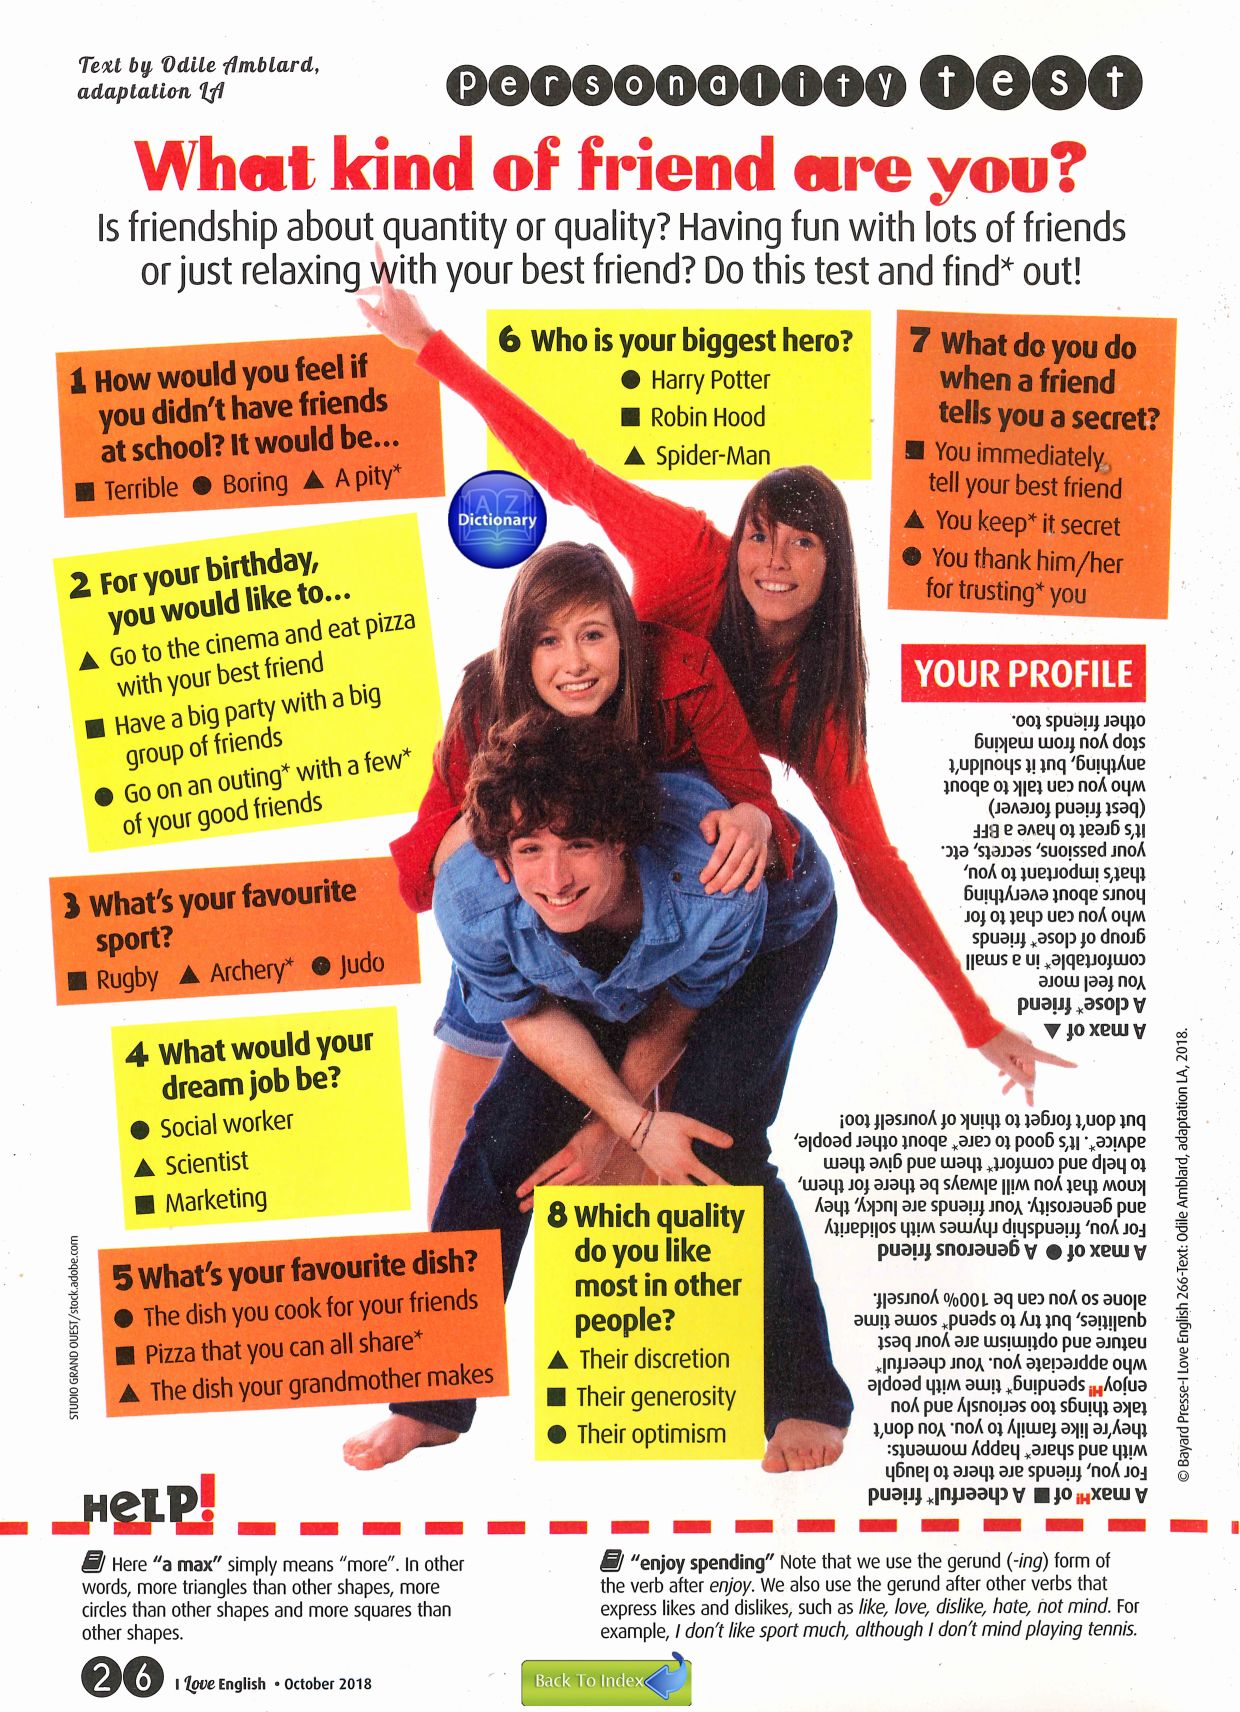 Text by Odile Amblard,
adaptation LA
personality test
What kind of friend are you?
Is friendship about quantity or quality? Having fun with lots of friends
or just relaxing with your best friend? Do this test and find* out!
1 How would you feel if
you didn't have friends
at school? It would be...
■ Terrible ● Boring ▲ A pity*
2 For your birthday,
you would like to...
▲ Go to the cinema and eat pizza
with your best friend
■ Have a big party with a big
group of friends
● Go on an outing* with a few*
of your good friends
3 What's your favourite
sport?
■ Rugby ▲ Archery* ● Judo
4 What would your
dream job be?
● Social worker
▲ Scientist
■ Marketing
5 What's your favourite dish?
● The dish you cook for your friends
■ Pizza that you can all share*
▲ The dish your grandmother makes
6 Who is your biggest hero?
● Harry Potter
■ Robin Hood
▲ Spider-Man
A Z
Dictionary
7 What do you do
when a friend
tells you a secret?
■ You immediately
tell your best friend
▲ You keep* it secret
● You thank him/her
for trusting* you
8 Which quality
do you like
most in other
people?
▲ Their discretion
■ Their generosity
● Their optimism
YOUR PROFILE
A maxHi of ■ A cheerful* friend
For you, friends are there to laugh
with and share* happy moments:
they're like family to you. You don't
take things too seriously and you
enjoyHi spending* time with people
who appreciate you. Your cheerful*
nature and optimism are your best
qualities, but try to spend* some time
alone so you can be 100% yourself.
A max of ● A generous friend
For you, friendship rhymes with solidarity
and generosity. Your friends are lucky, they
know that you will always be there for them,
to help and comfort* them and give them
advice*. It's good to care* about other people,
but don't forget to think of yourself too!
A max of ▲
A close* friend
You feel more
comfortable* in a small
group of close* friends
who you can chat to for
hours about everything
that's important to you,
your passions, secrets, etc.
It's great to have a BFF
(best friend forever)
who you can talk to about
anything, but it shouldn't
stop you from making
other friends too.
STUDIO GRAND OUEST/stock.adobe.com
© Bayard Presse-I Love English 266-Text: Odile Amblard, adaptation LA, 2018.
HELP!
Here "a max" simply means "more". In other
words, more triangles than other shapes, more
circles than other shapes and more squares than
other shapes.
"enjoy spending" Note that we use the gerund (-ing) form of
the verb after enjoy. We also use the gerund after other verbs that
express likes and dislikes, such as like, love, dislike, hate, not mind. For
example, I don't like sport much, although I don't mind playing tennis.
26 I Love English • October 2018
Back To Index